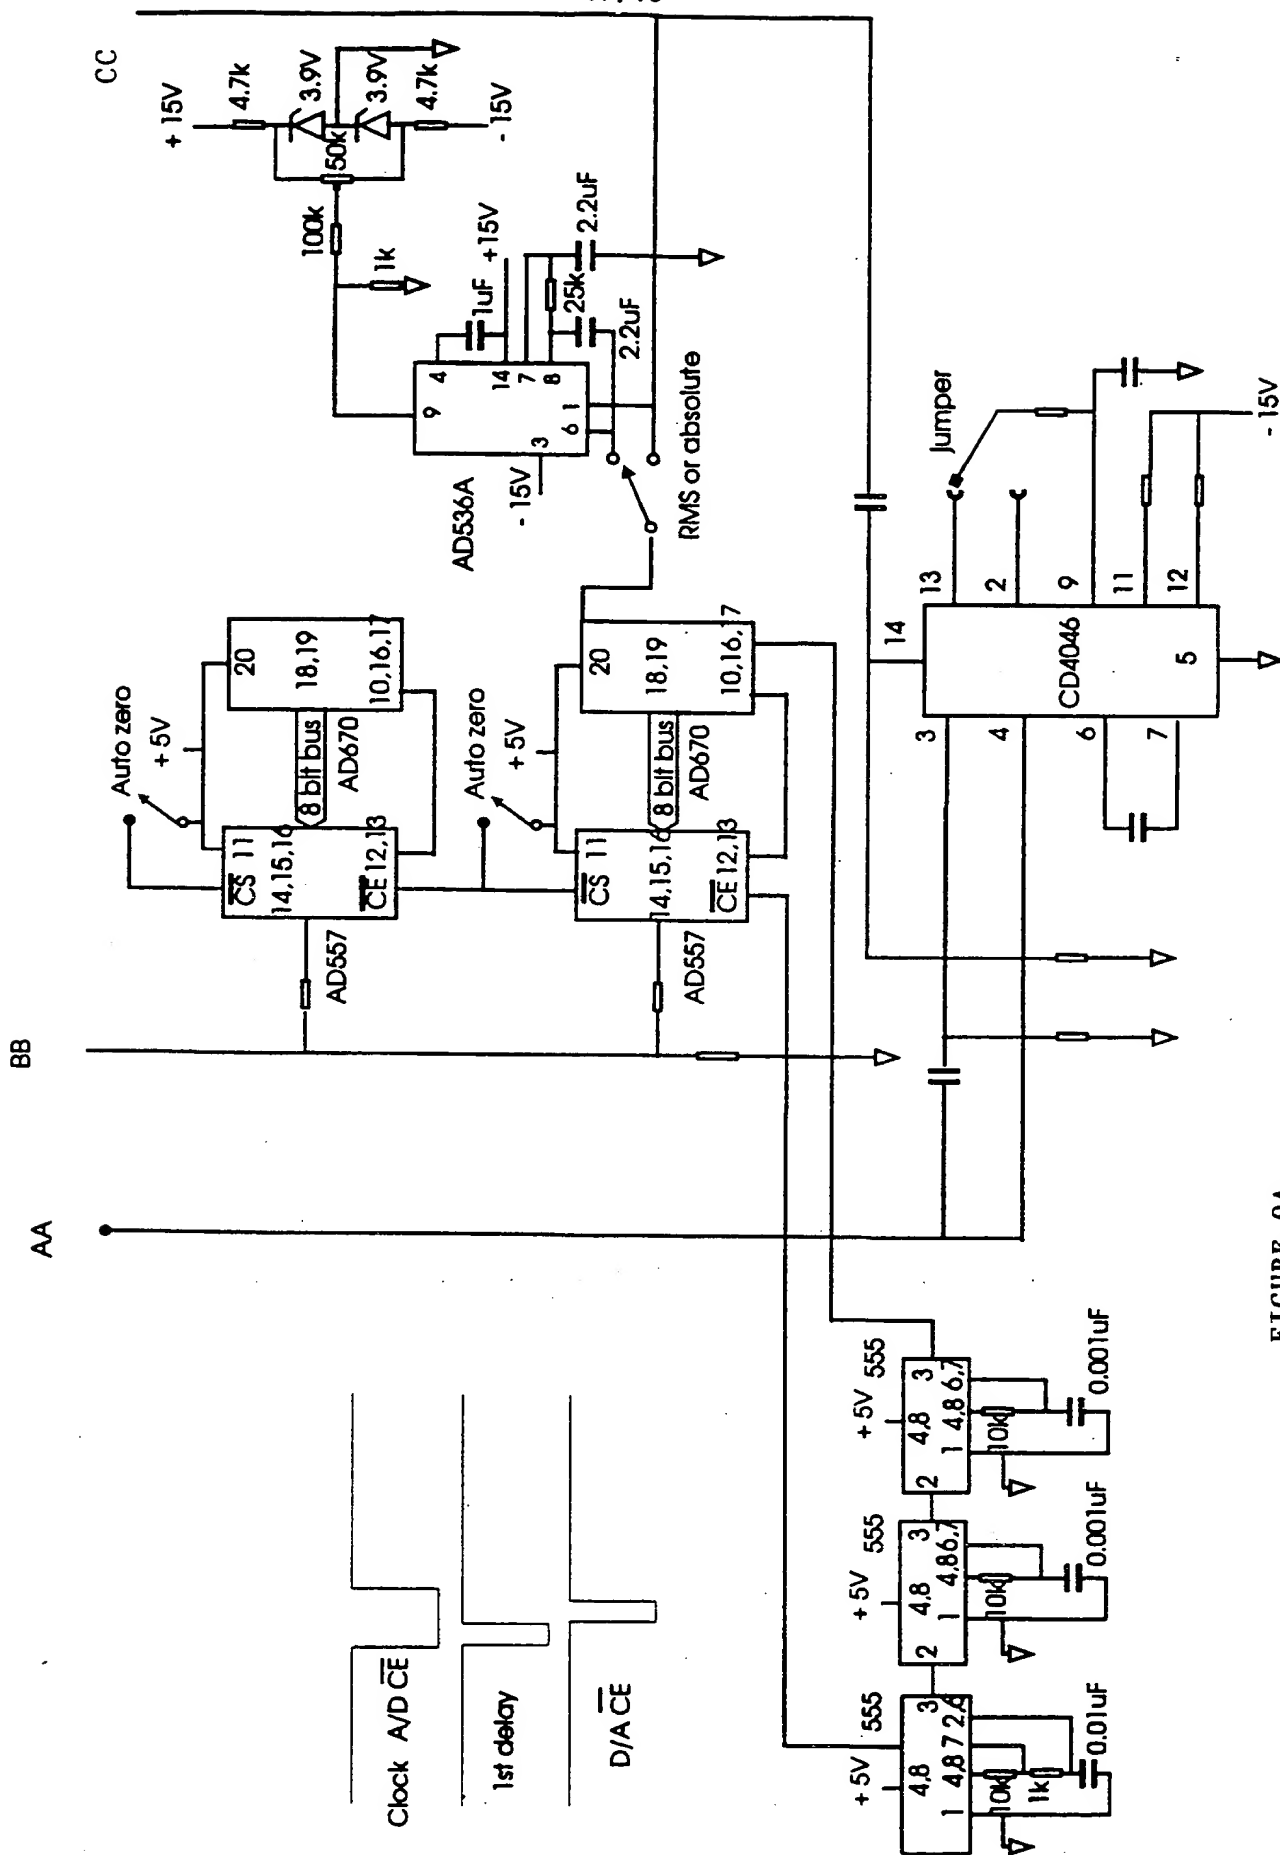 CC
+15V
4.7k
3.9V
3.9V
4.7k
-15V
50k
100k
1k
1uF
+15V
2.2uF
25k
2.2uF
4
14
7
8
9
6
1
3
-15V
AD536A
RMS or absolute
Auto zero
+5V
20
18,19
10,16,17
8 bit bus
AD670
CS
11
14,15,16
CE
12,13
AD557
Auto zero
+5V
20
18,19
10,16,17
8 bit bus
AD670
CS
11
14,15,16
CE
12,13
AD557
BB
AA
Jumper
14
13
2
9
11
12
CD4046
5
3
4
6
7
-15V
Clock A/D CE
1st delay
D/A CE
+5V
555
4,8
3
2
1
4,8
6,7
10k
0.001uF
+5V
555
4,8
3
2
1
4,8
6,7
10k
0.001uF
+5V
555
4,8
3
1
4,8
7
2,6
10k
1k
0.01uF